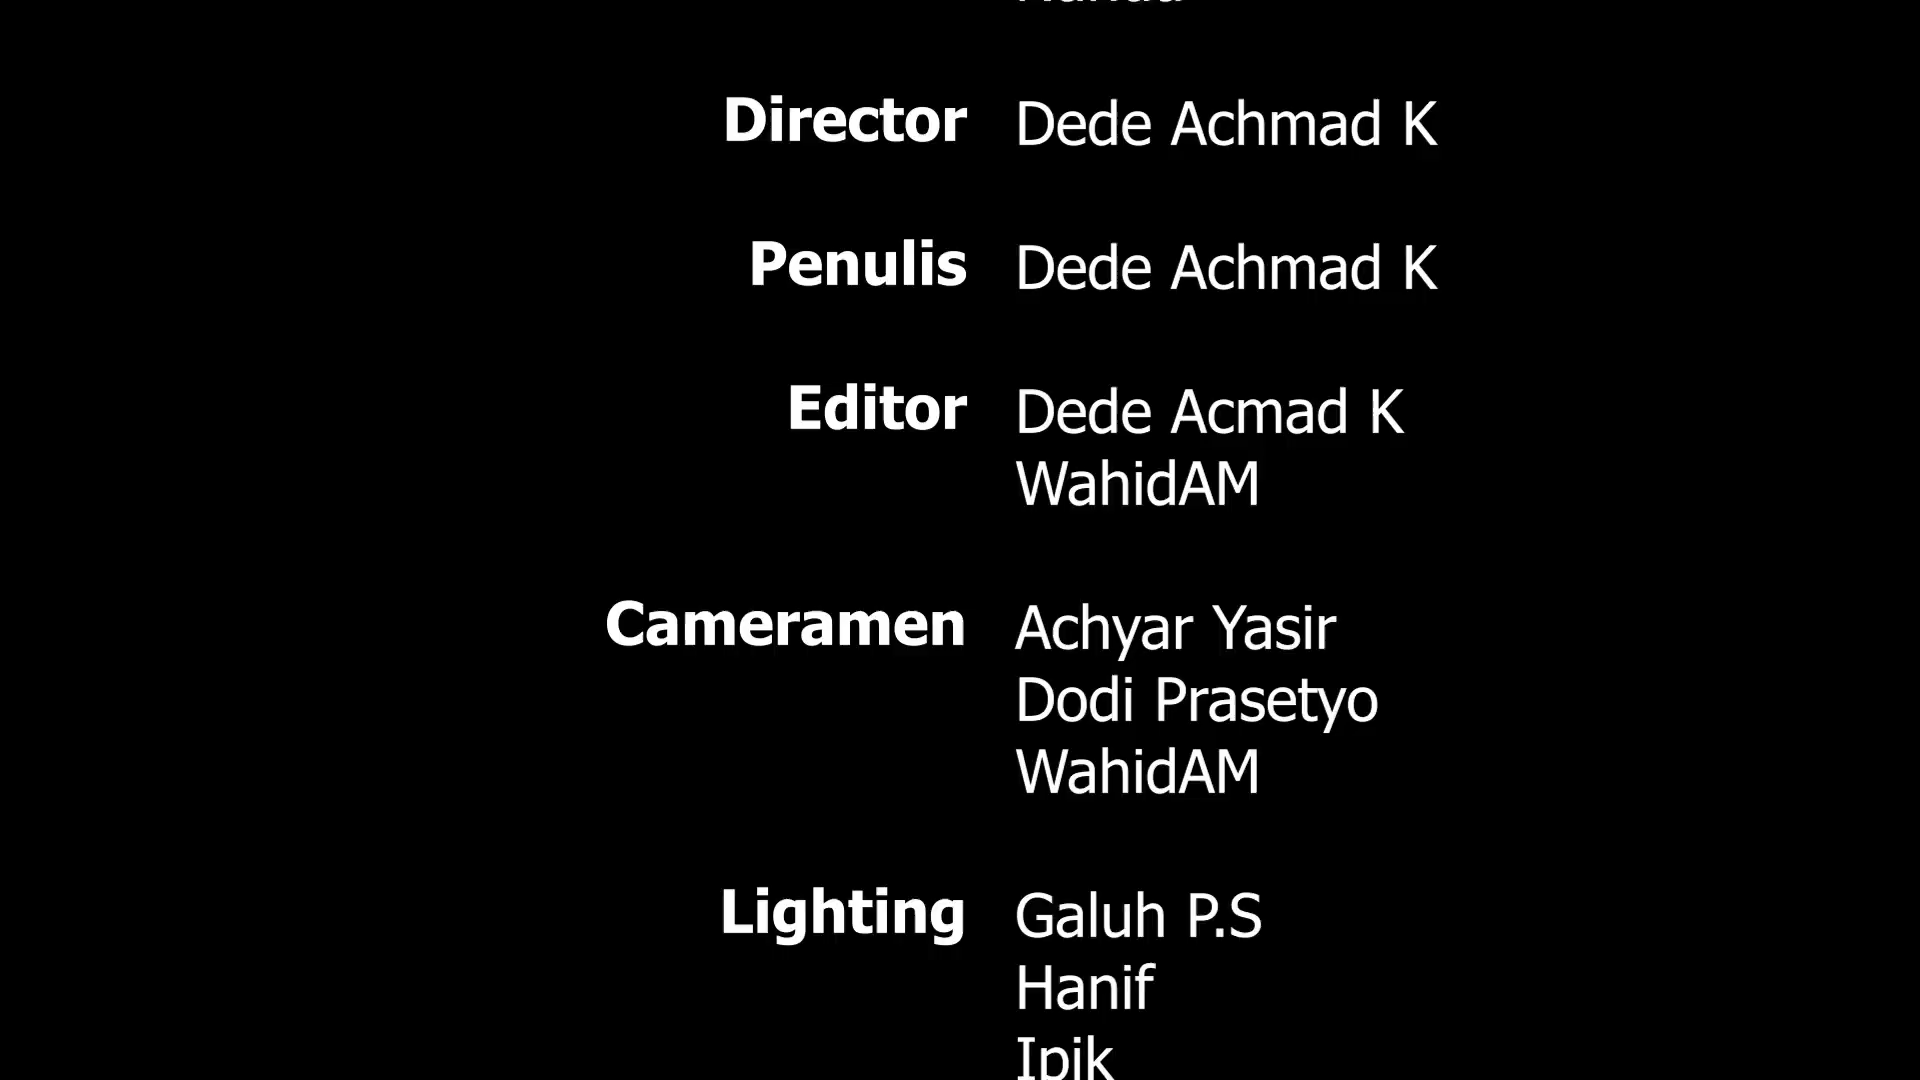 Director Dede Achmad K
Penulis Dede Achmad K
Editor Dede Acmad K
WahidAM
Cameramen Achyar Yasir
Dodi Prasetyo
WahidAM
Lighting Galuh P.S
Hanif
Ipik